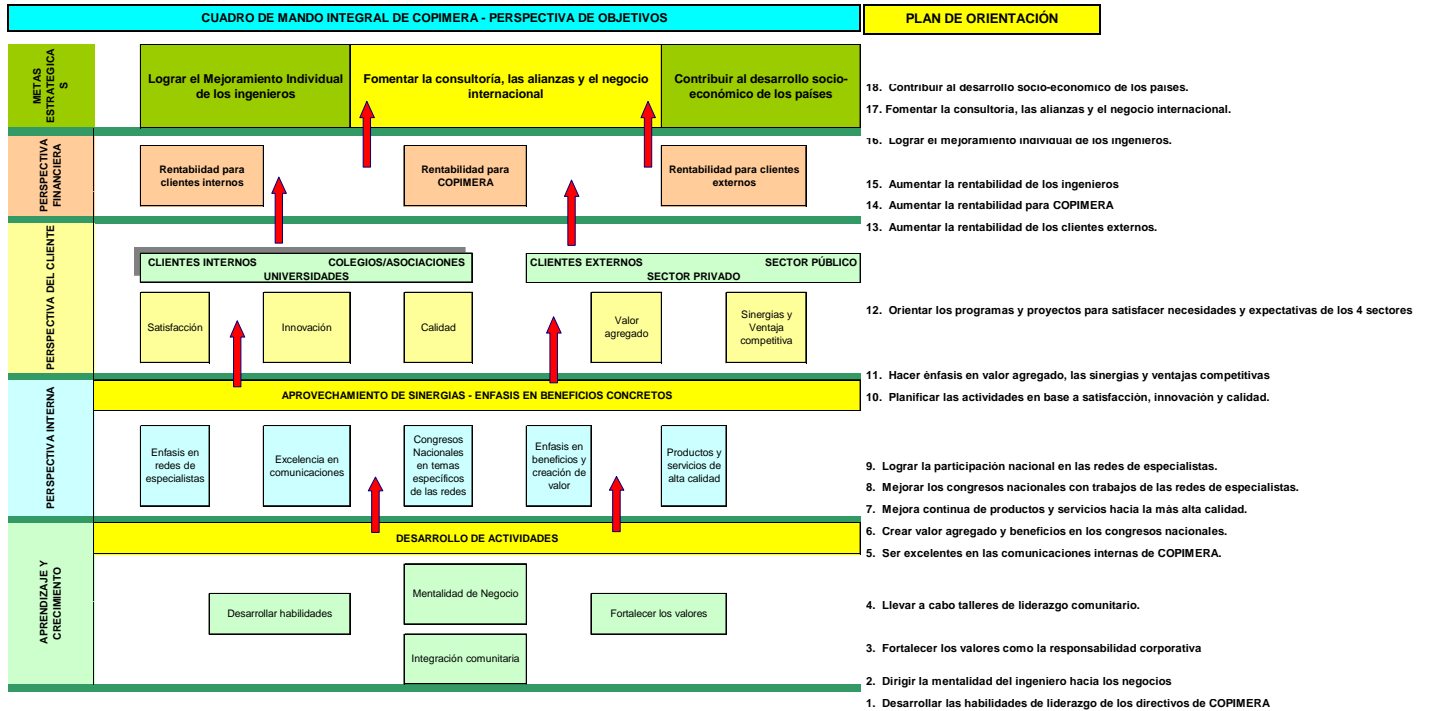 CUADRO DE MANDO INTEGRAL DE COPIMERA - PERSPECTIVA DE OBJETIVOS
PLAN DE ORIENTACIÓN
METAS
ESTRATEGICA
S
Lograr el Mejoramiento Individual
de los ingenieros
Fomentar la consultoría, las alianzas y el negocio
internacional
Contribuir al desarrollo socio-
económico de los países
18. Contribuir al desarrollo socio-económico de los países.
17. Fomentar la consultoría, las alianzas y el negocio internacional.
16. Lograr el mejoramiento individual de los ingenieros.
PERSPECTIVA
FINANCIERA
Rentabiidad para
clientes internos
Rentabilidad para
COPIMERA
Rentabilidad para clientes
externos
15. Aumentar la rentabilidad de los ingenieros
14. Aumentar la rentabilidad para COPIMERA
13. Aumentar la rentabilidad de los clientes externos.
PERSPECTIVA DEL CLIENTE
CLIENTES INTERNOS COLEGIOS/ASOCIACIONES
UNIVERSIDADES
CLIENTES EXTERNOS SECTOR PÚBLICO
SECTOR PRIVADO
Satisfacción
Innovación
Calidad
Valor
agregado
Sinergias y
Ventaja
competitiva
12. Orientar los programas y proyectos para satisfacer necesidades y expectativas de los 4 sectores
11. Hacer énfasis en valor agregado, las sinergias y ventajas competitivas
10. Planificar las actividades en base a satisfacción, innovación y calidad.
PERSPECTIVA INTERNA
APROVECHAMIENTO DE SINERGIAS - ENFASIS EN BENEFICIOS CONCRETOS
Enfasis en
redes de
especialistas
Excelencia en
comunicaciones
Congresos
Nacionales
en temas
específicos
de las redes
Enfasis en
beneficios y
creación de
valor
Productos y
servicios de
alta calidad
9. Lograr la participación nacional en las redes de especialistas.
8. Mejorar los congresos nacionales con trabajos de las redes de especialistas.
7. Mejora continua de productos y servicios hacia la más alta calidad.
6. Crear valor agregado y beneficios en los congresos nacionales.
5. Ser excelentes en las comunicaciones internas de COPIMERA.
APRENDIZAJE Y
CRECIMIENTO
DESARROLLO DE ACTIVIDADES
Desarrollar habilidades
Mentalidad de Negocio
Integración comunitaria
Fortalecer los valores
4. Llevar a cabo talleres de liderazgo comunitario.
3. Fortalecer los valores como la responsabilidad corporativa
2. Dirigir la mentalidad del ingeniero hacia los negocios
1. Desarrollar las habilidades de liderazgo de los directivos de COPIMERA